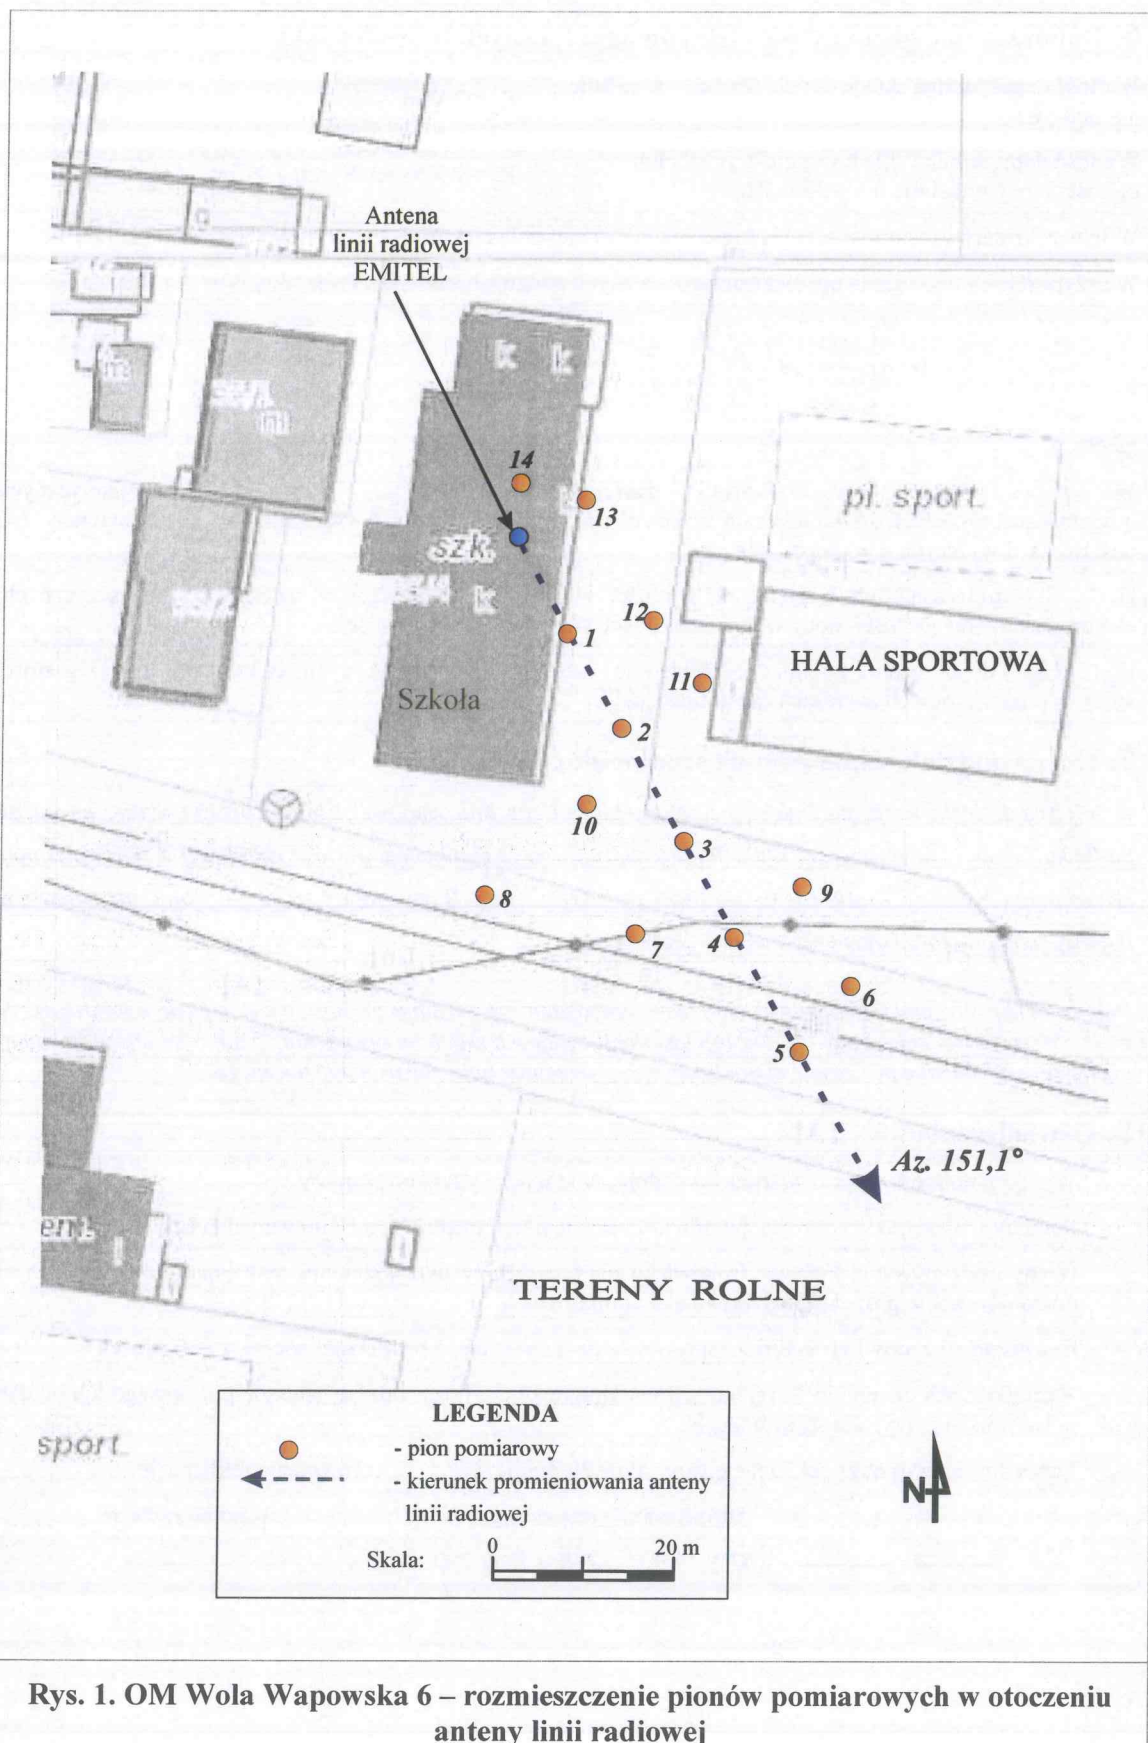 Antena
linii radiowej
EMITEL
k k
14
13
pl. sport.
szk.
k
12
1
HALA SPORTOWA
11
Szkoła
2
10
3
9
8
7
4
6
5
Az. 151,1°
TERENY ROLNE
LEGENDA
- pion pomiarowy
- kierunek promieniowania anteny
linii radiowej
Skala:
0 20 m
sport.
N
Rys. 1. OM Wola Wapowska 6 – rozmieszczenie pionów pomiarowych w otoczeniu
anteny linii radiowej